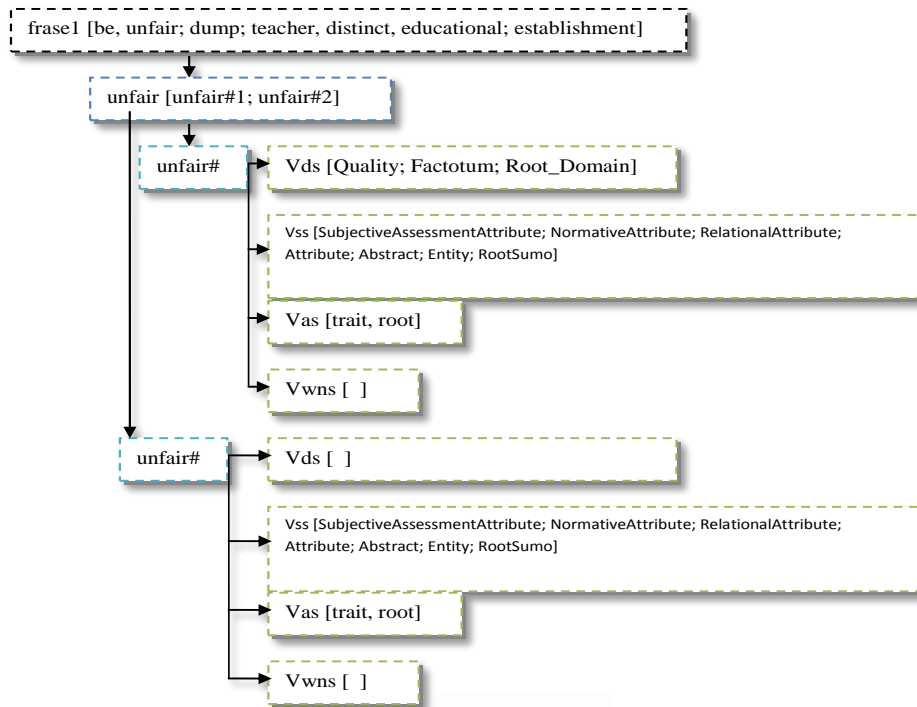 frase1 [be, unfair; dump; teacher, distinct, educational; establishment]
unfair [unfair#1; unfair#2]
unfair#
Vds [Quality; Factotum; Root_Domain]
Vss [SubjectiveAssessmentAttribute; NormativeAttribute; RelationalAttribute;
Attribute; Abstract; Entity; RootSumo]
Vas [trait, root]
Vwns [  ]
unfair#
Vds [  ]
Vss [SubjectiveAssessmentAttribute; NormativeAttribute; RelationalAttribute;
Attribute; Abstract; Entity; RootSumo]
Vas [trait, root]
Vwns [  ]